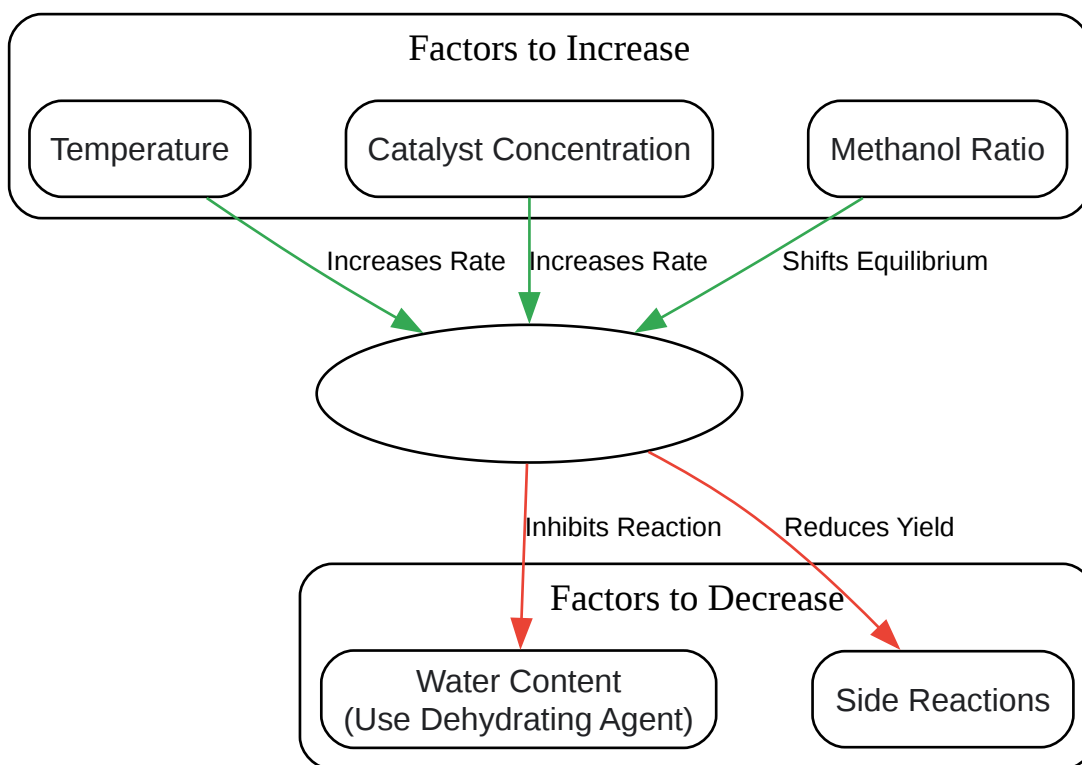 Factors to Increase
Temperature
Catalyst Concentration
Methanol Ratio
Increases Rate
Increases Rate
Shifts Equilibrium
Inhibits Reaction
Reduces Yield
Factors to Decrease
Water Content
(Use Dehydrating Agent)
Side Reactions